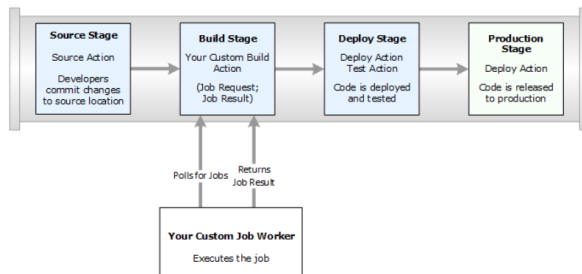 Source Stage
Source Action
Developers
commit changes
to source location
Build Stage
Your Custom Build
Action
(Job Request;
Job Result)
Deploy Stage
Deploy Action
Test Action
Code is deployed
and tested
Production
Stage
Deploy Action
Code is released
to production
Polls for Jobs
Returns
Job Result
Your Custom Job Worker
Executes the job